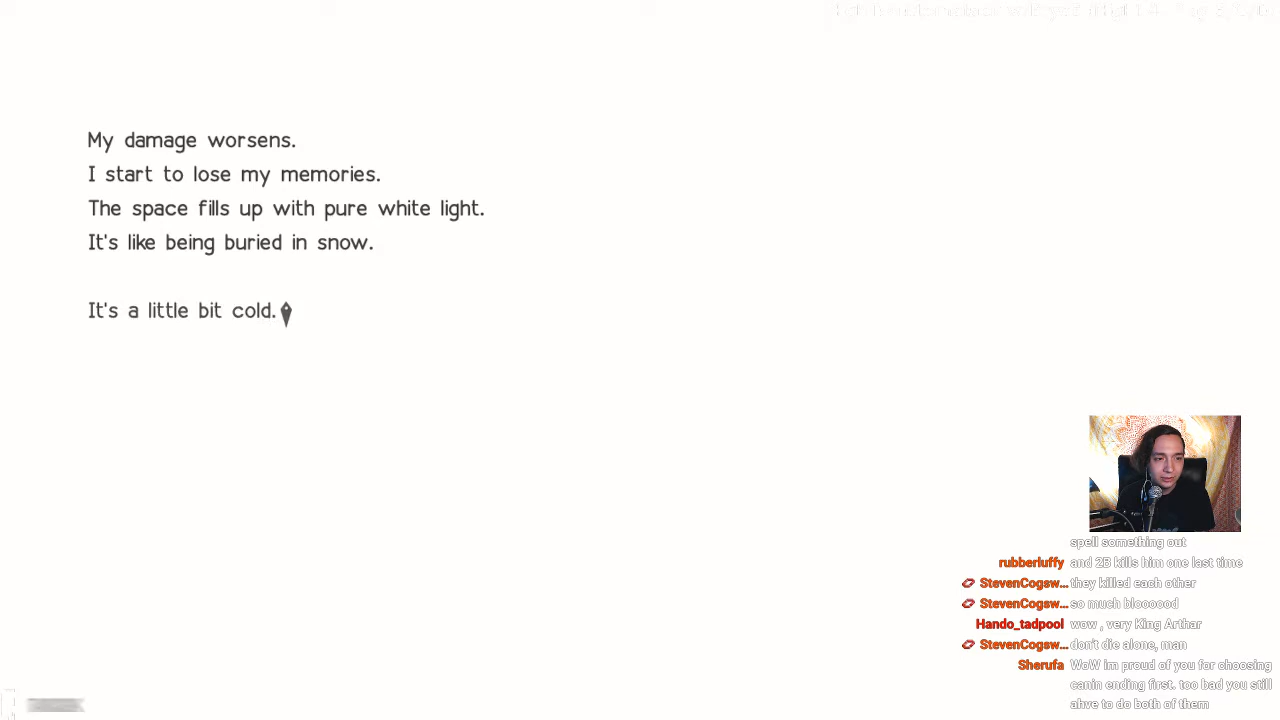 My damage worsens.
I start to lose my memories.
The space fills up with pure white light.
It's like being buried in snow.
It's a little bit cold.
spell something out
rubberluffy and 2B kills him one last time
StevenCogsw... they killed each other
StevenCogsw... so much bloooood
Hando_tadpool wow , very King Arthar
StevenCogsw... don't die alone, man
Sherufa WoW im proud of you for choosing
canin ending first. too bad you still
ahve to do both of them